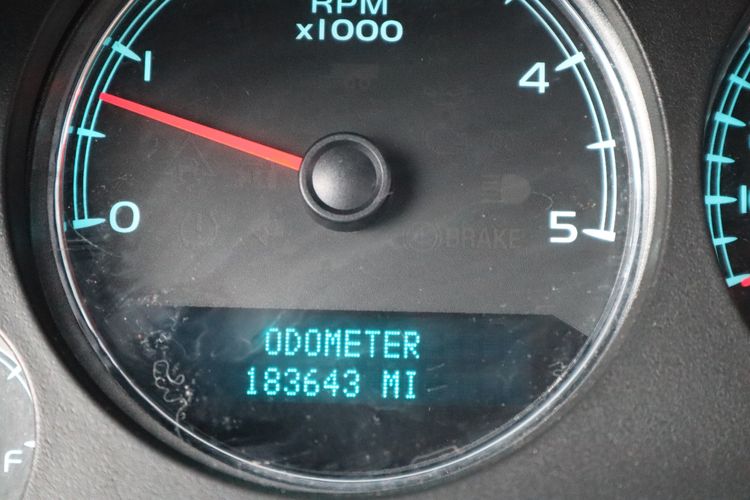 RPM
x1000
1
4
0
5
BRAKE
ODOMETER
183643 MI
F